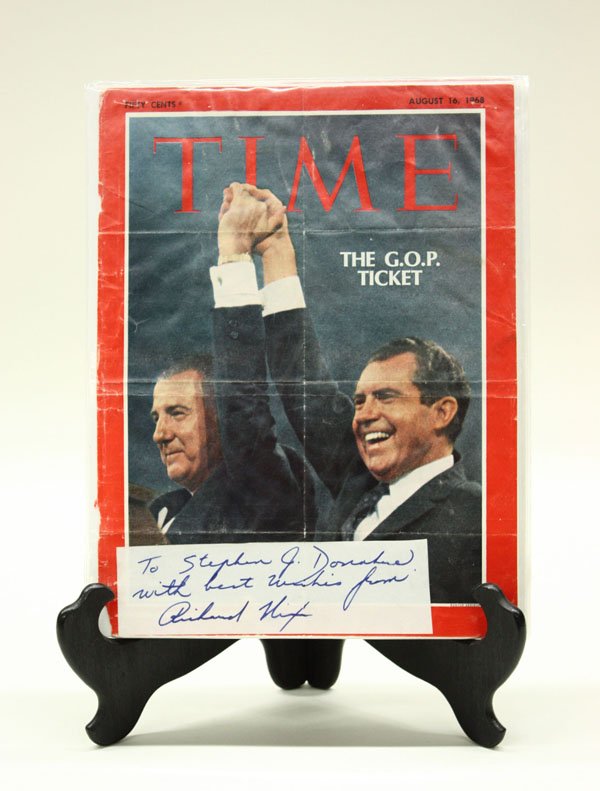 FIFTY CENTS
AUGUST 16, 1968
TIME
THE G.O.P.
TICKET
To Stephen J. Donahue
with best wishes from
Richard Nixon